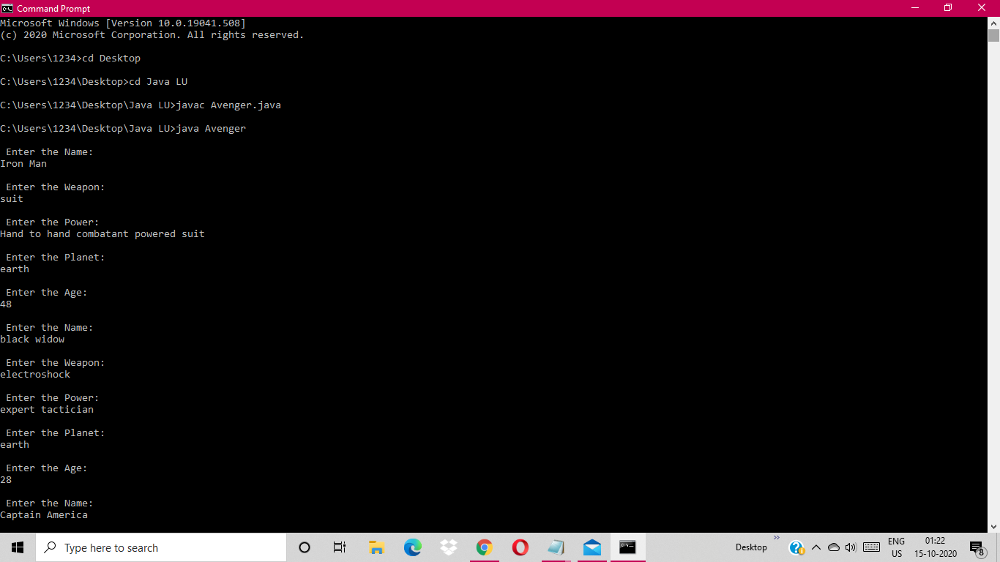 Command Prompt
Microsoft Windows [Version 10.0.19041.508]
(c) 2020 Microsoft Corporation. All rights reserved.
C:\Users\1234>cd Desktop
C:\Users\1234\Desktop>cd Java LU
C:\Users\1234\Desktop\Java LU>javac Avenger.java
C:\Users\1234\Desktop\Java LU>java Avenger
Enter the Name:
Iron Man
Enter the Weapon:
suit
Enter the Power:
Hand to hand combatant powered suit
Enter the Planet:
earth
Enter the Age:
48
Enter the Name:
black widow
Enter the Weapon:
electroshock
Enter the Power:
expert tactician
Enter the Planet:
earth
Enter the Age:
28
Enter the Name:
Captain America
Type here to search
Desktop
ENG
US
01:22
15-10-2020
8